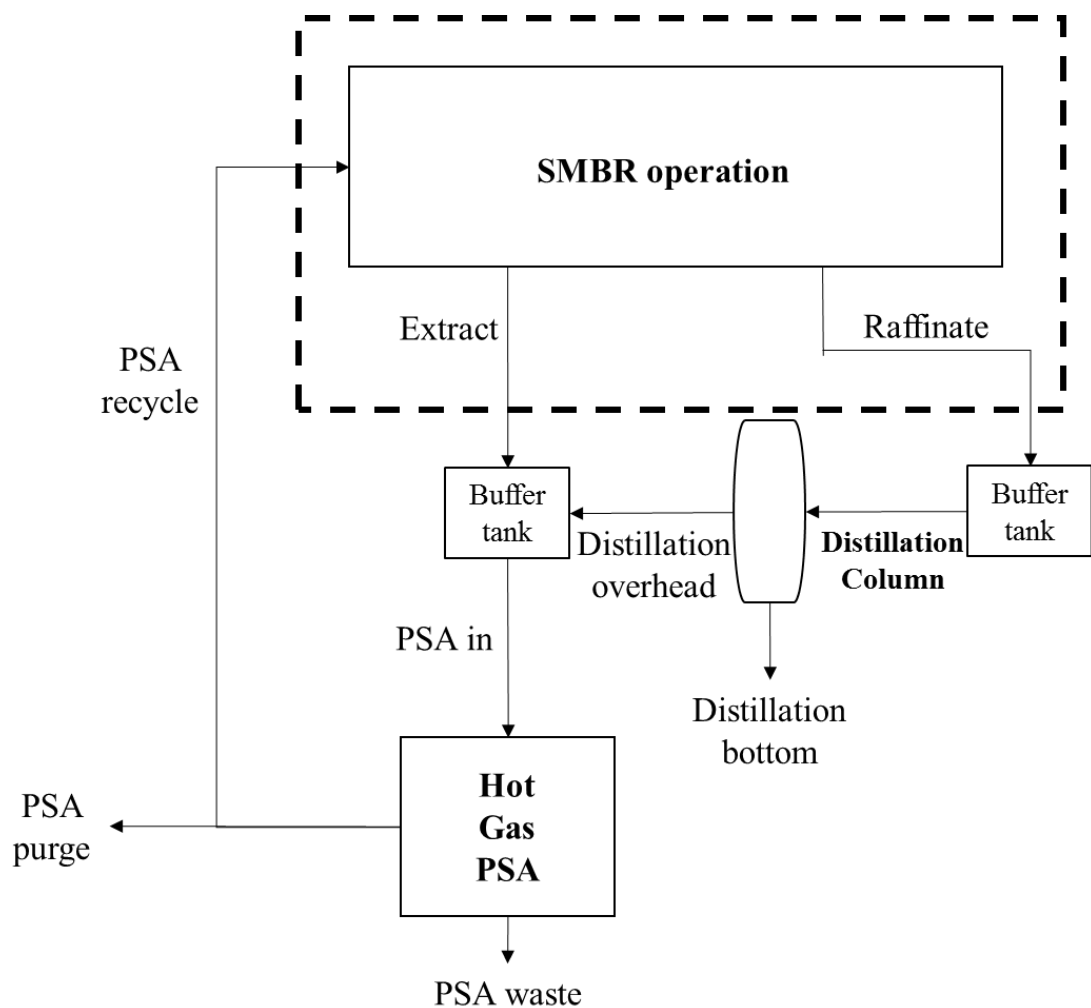 SMBR operation
Extract
Raffinate
PSA
recycle
Buffer
tank
Distillation
overhead
Distillation
Column
Buffer
tank
PSA in
Distillation
bottom
Hot
Gas
PSA
PSA
purge
PSA waste